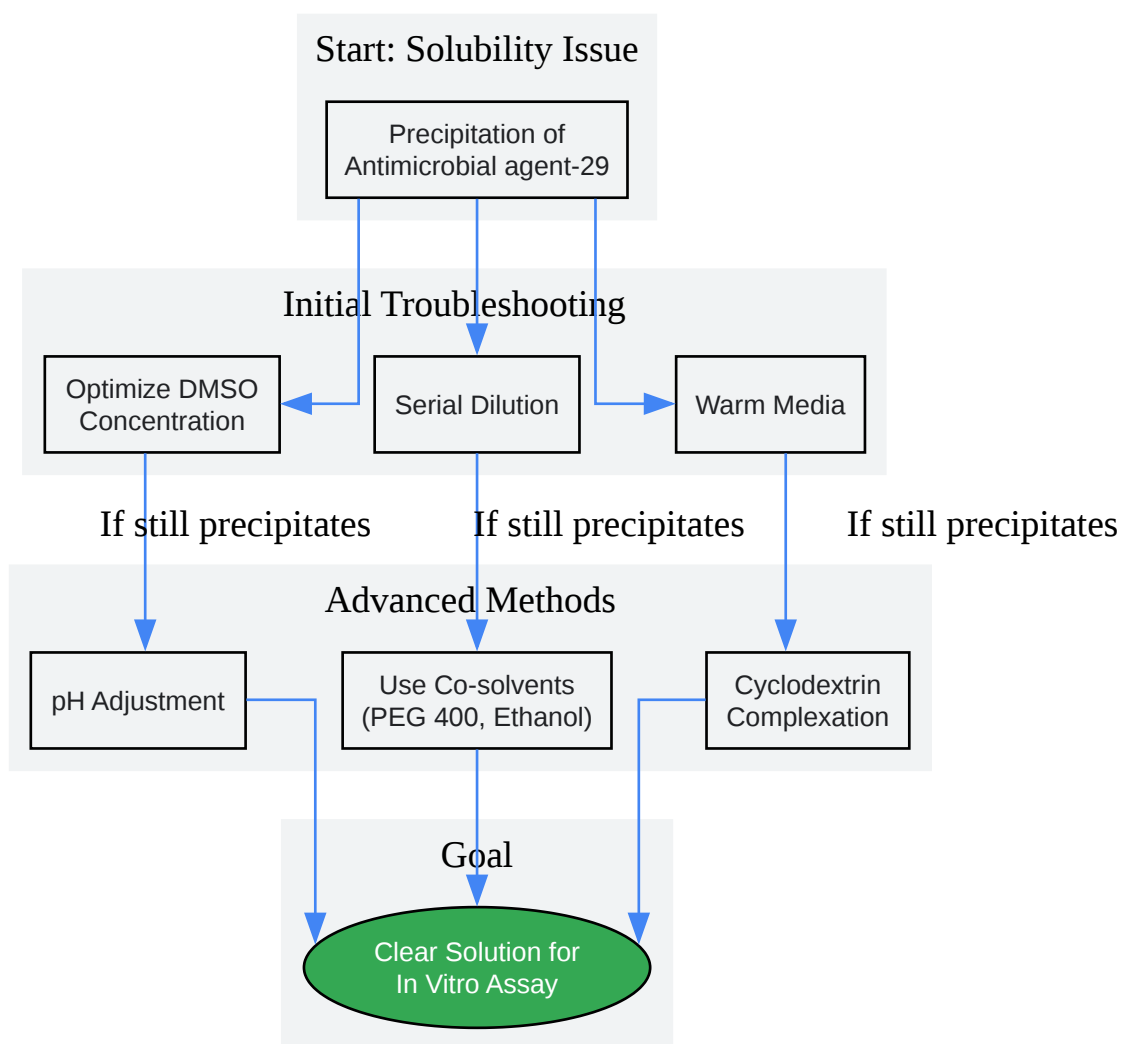 Start: Solubility Issue
Precipitation of
Antimicrobial agent-29
Initial Troubleshooting
Optimize DMSO
Concentration
Serial Dilution
Warm Media
If still precipitates
If still precipitates
If still precipitates
Advanced Methods
pH Adjustment
Use Co-solvents
(PEG 400, Ethanol)
Cyclodextrin
Complexation
Goal
Clear Solution for
In Vitro Assay